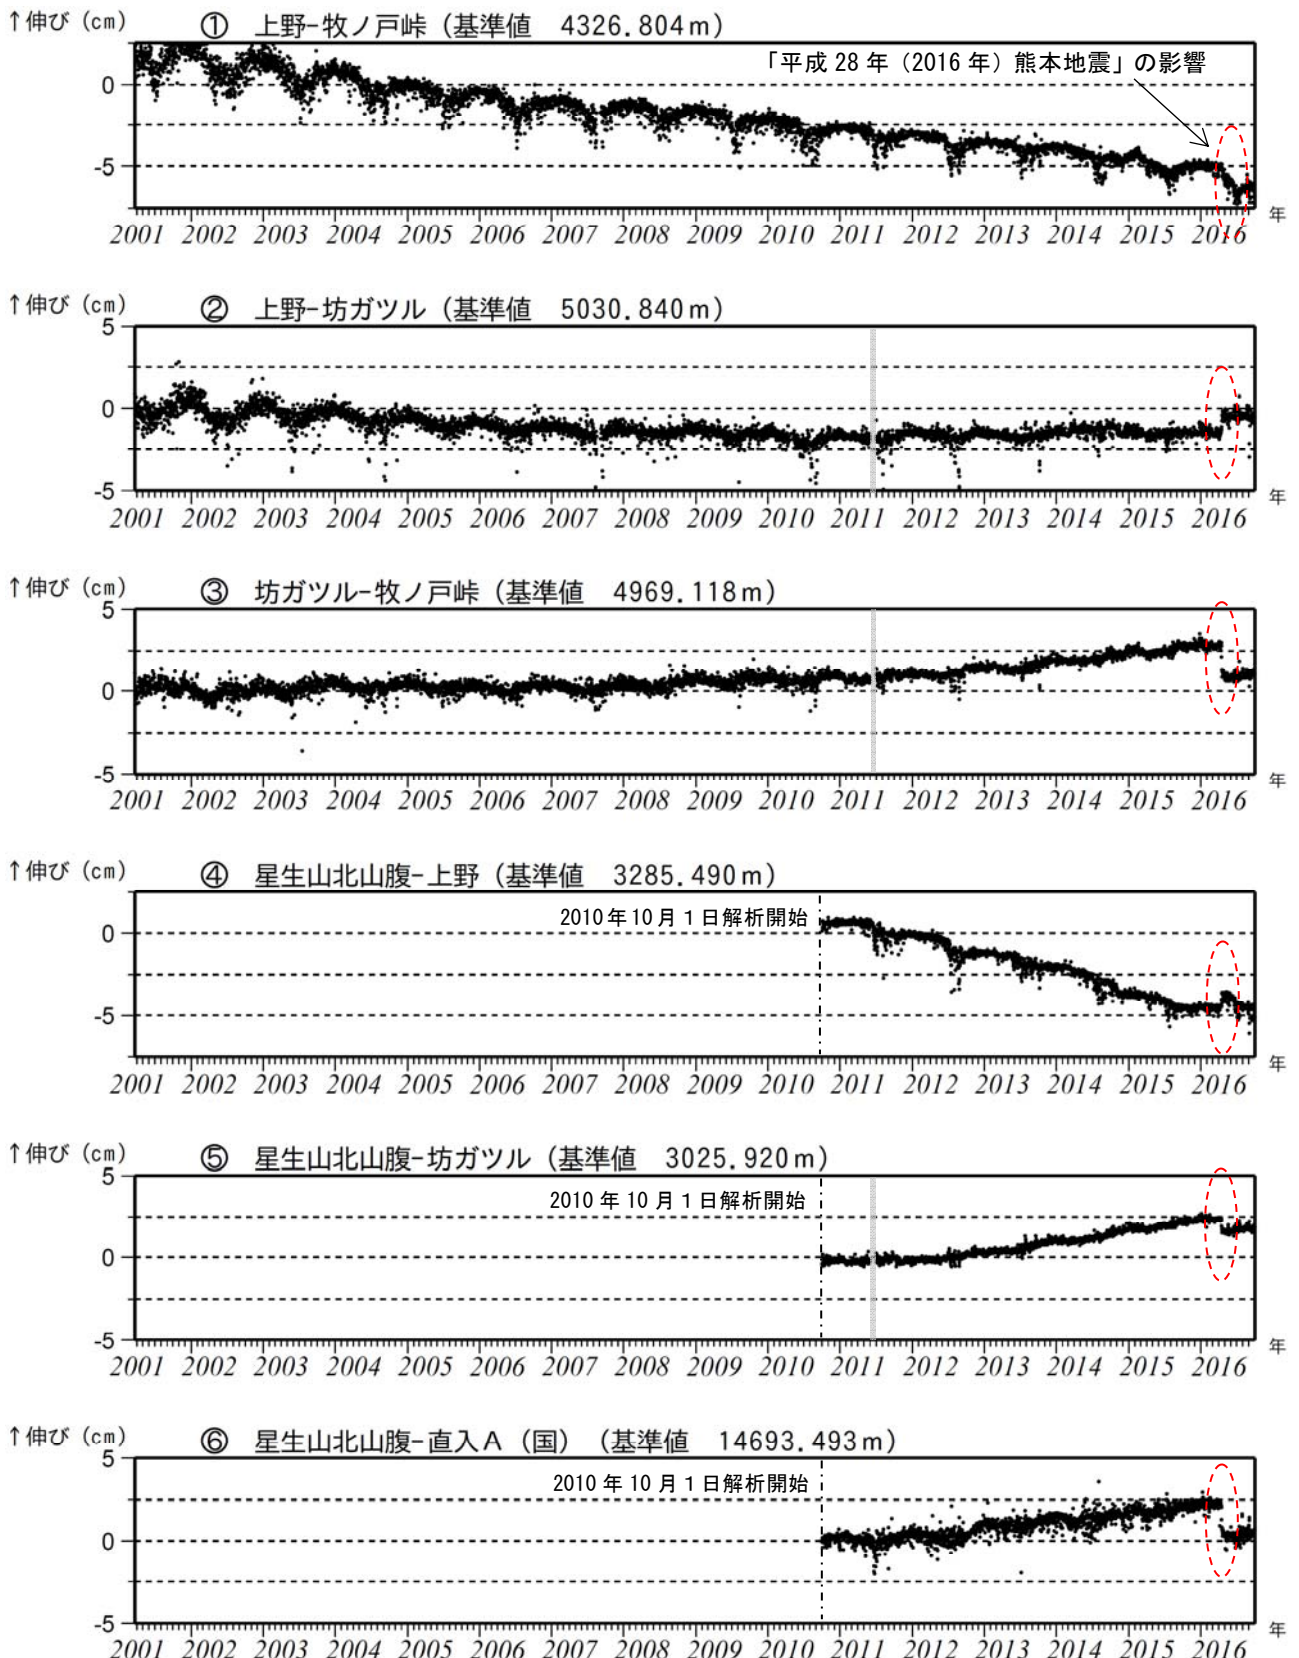 ↑伸び（cm） ① 上野-牧ノ戸峠（基準値　4326.804m）
「平成 28 年（2016 年）熊本地震」の影響
0
-5
2001 2002 2003 2004 2005 2006 2007 2008 2009 2010 2011 2012 2013 2014 2015 2016 年
↑伸び（cm） ② 上野-坊ガツル（基準値　5030.840m）
5
0
-5
2001 2002 2003 2004 2005 2006 2007 2008 2009 2010 2011 2012 2013 2014 2015 2016 年
↑伸び（cm） ③ 坊ガツル-牧ノ戸峠（基準値　4969.118m）
5
0
-5
2001 2002 2003 2004 2005 2006 2007 2008 2009 2010 2011 2012 2013 2014 2015 2016 年
↑伸び（cm） ④ 星生山北山腹-上野（基準値　3285.490m）
2010 年 10 月 1 日解析開始
0
-5
2001 2002 2003 2004 2005 2006 2007 2008 2009 2010 2011 2012 2013 2014 2015 2016 年
↑伸び（cm） ⑤ 星生山北山腹-坊ガツル（基準値　3025.920m）
5
2010 年 10 月 1 日解析開始
0
-5
2001 2002 2003 2004 2005 2006 2007 2008 2009 2010 2011 2012 2013 2014 2015 2016 年
↑伸び（cm） ⑥ 星生山北山腹-直入Ａ（国）（基準値　14693.493m）
5
2010 年 10 月 1 日解析開始
0
-5
2001 2002 2003 2004 2005 2006 2007 2008 2009 2010 2011 2012 2013 2014 2015 2016 年